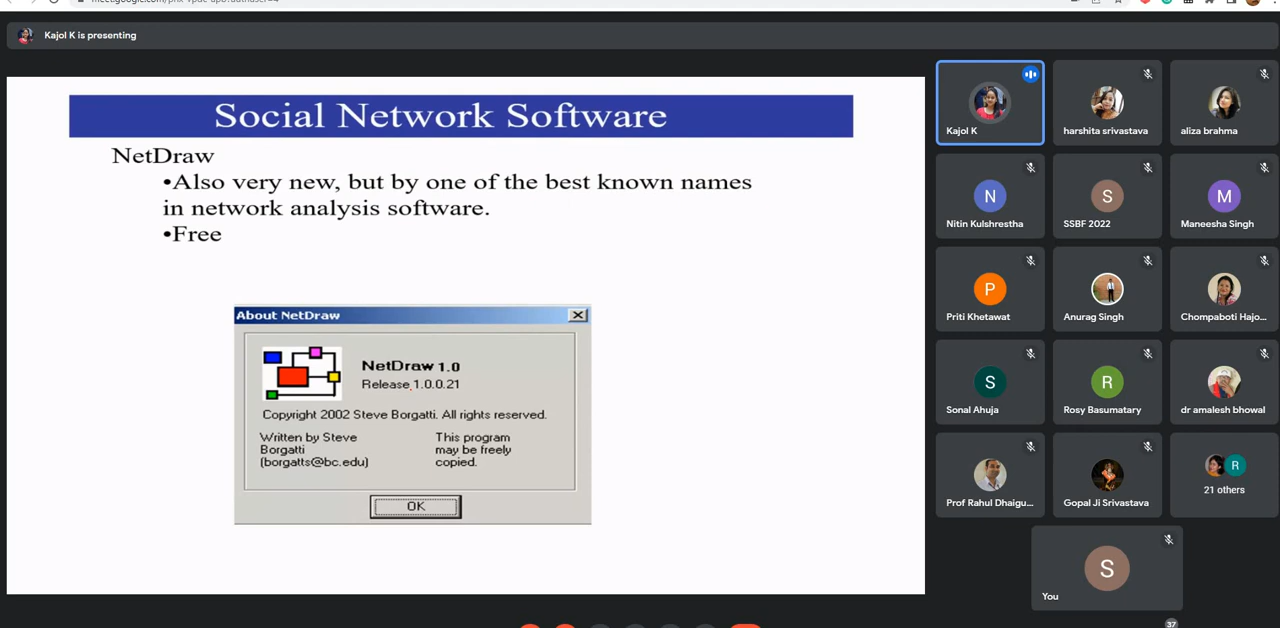 Kajol K is presenting
Social Network Software
NetDraw
•Also very new, but by one of the best known names
in network analysis software.
•Free
About NetDraw
NetDraw 1.0
Release 1.0.0.21
Copyright 2002 Steve Borgatti. All rights reserved.
Written by Steve
Borgatti
(borgatts@bc.edu)
This program
may be freely
copied.
OK
Kajol K
harshita srivastava
aliza brahma
N
Nitin Kulshrestha
S
SSBF 2022
M
Maneesha Singh
P
Priti Khetawat
Anurag Singh
Chompaboti Hajo...
S
Sonal Ahuja
R
Rosy Basumatary
dr amalesh bhowal
Prof Rahul Dhaigu...
Gopal Ji Srivastava
R
21 others
S
You
37